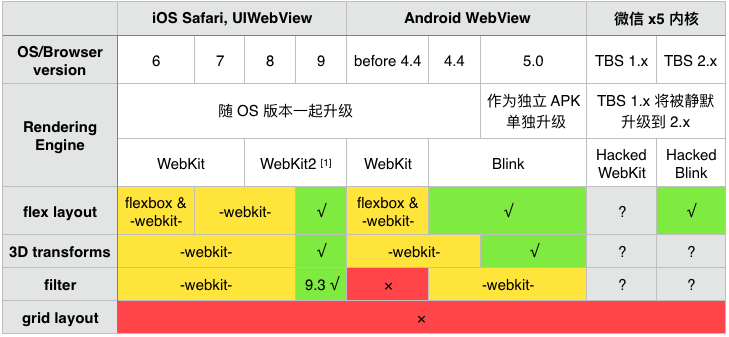 iOS Safari, UIWebView Android WebView 微信 x5 内核
OS/Browser version 6 7 8 9 before 4.4 4.4 5.0 TBS 1.x TBS 2.x
Rendering Engine 随 OS 版本一起升级 作为独立 APK 单独升级 TBS 1.x 将被静默升级到 2.x
WebKit WebKit2 [1] WebKit Blink Hacked WebKit Hacked Blink
flex layout flexbox & -webkit- -webkit- √ flexbox & -webkit- √ ? √
3D transforms -webkit- √ -webkit- √ ? ?
filter -webkit- 9.3 √ × -webkit- ? ?
grid layout ×